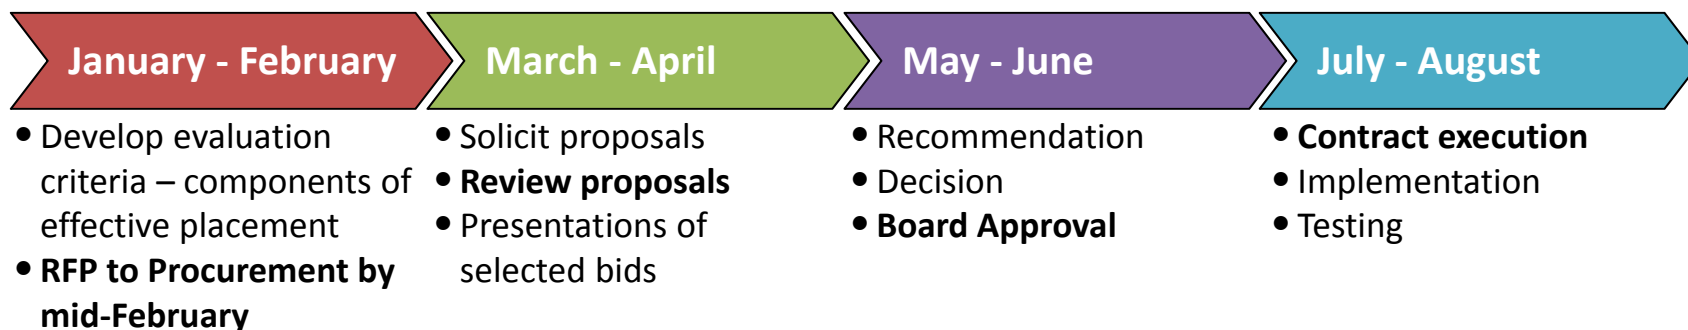 January - February
• Develop evaluation
criteria – components of
effective placement
• RFP to Procurement by
mid-February
March - April
• Solicit proposals
• Review proposals
• Presentations of
selected bids
May - June
• Recommendation
• Decision
• Board Approval
July - August
• Contract execution
• Implementation
• Testing